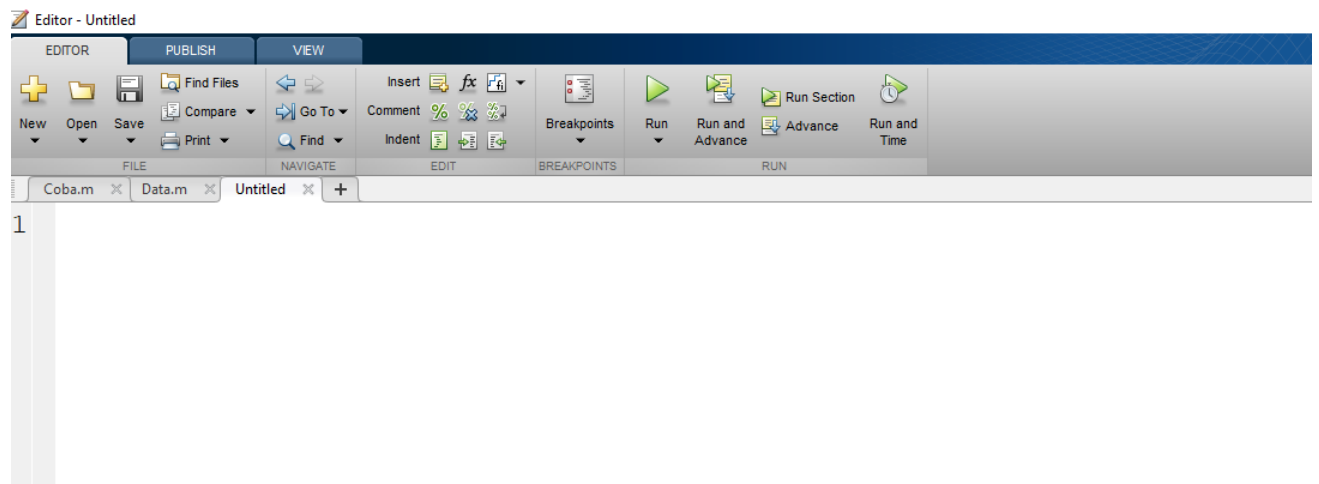 Editor - Untitled
EDITOR PUBLISH VIEW
New
Open
Save
Find Files
Compare
Print
FILE
Go To
Find
NAVIGATE
Insert fx fi
Comment % % %
Indent
EDIT
Breakpoints
BREAKPOINTS
Run
Run and
Advance
Run Section
Advance
Run and
Time
RUN
Coba.m Data.m Untitled +
1